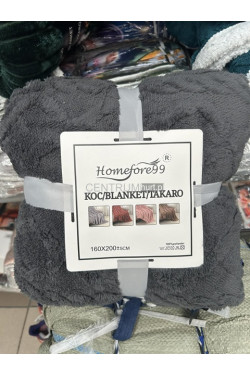 Homefore99 ®
CENTRUM
KOC/BLANKET/TAKARO
160X200±5CM